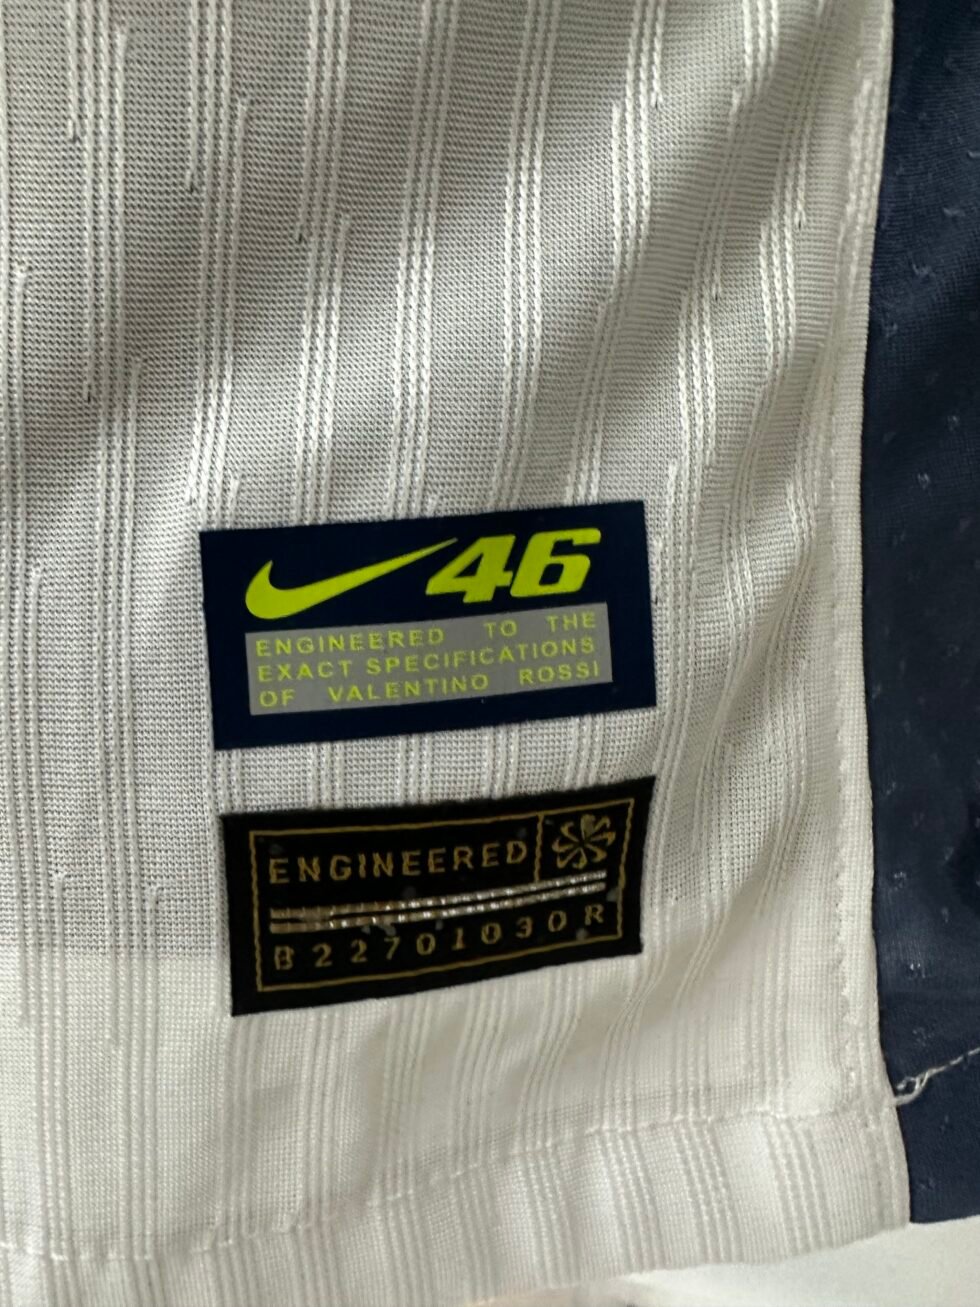 46
ENGINEERED TO THE
EXACT SPECIFICATIONS
OF VALENTINO ROSSI
ENGINEERED
B22701030R